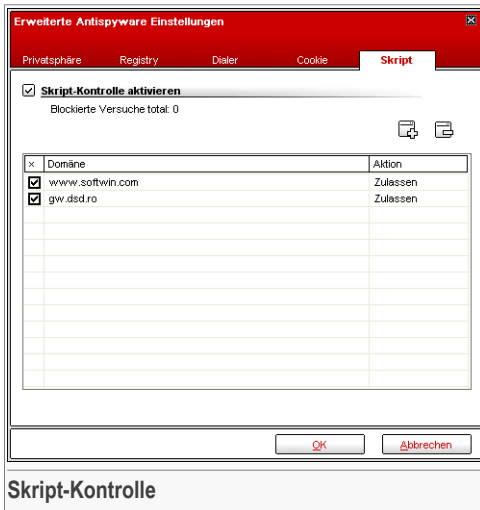 Erweiterte Antispyware Einstellungen
Privatsphäre Registry Dialer Cookie Skript
Skript-Kontrolle aktivieren
Blockierte Versuche total: 0
× Domäne Aktion
www.softwin.com Zulassen
gw.dsd.ro Zulassen
OK Abbrechen
Skript-Kontrolle